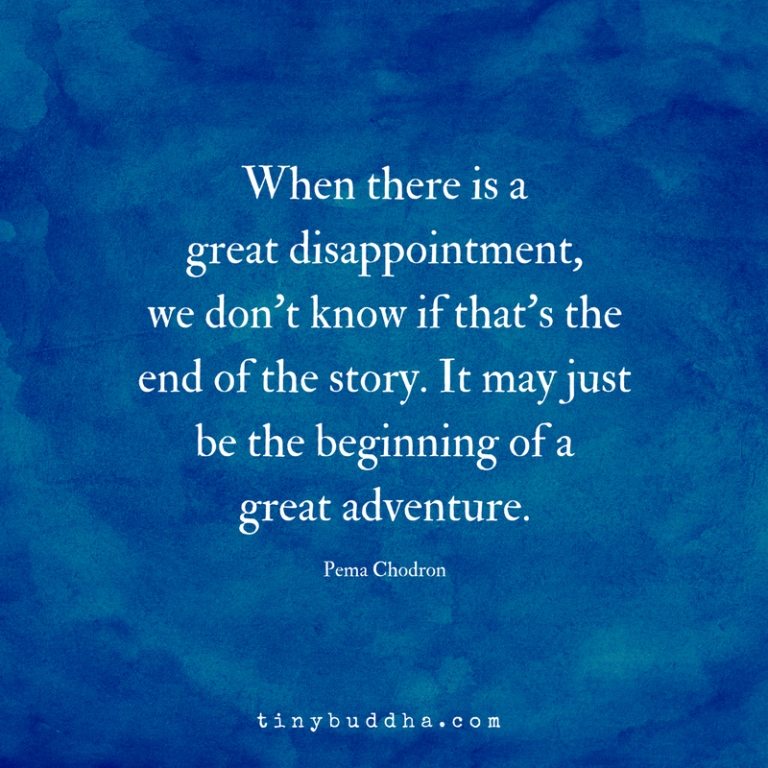 When there is a
great disappointment,
we don’t know if that’s the
end of the story. It may just
be the beginning of a
great adventure.
Pema Chodron
tinybuddha.com